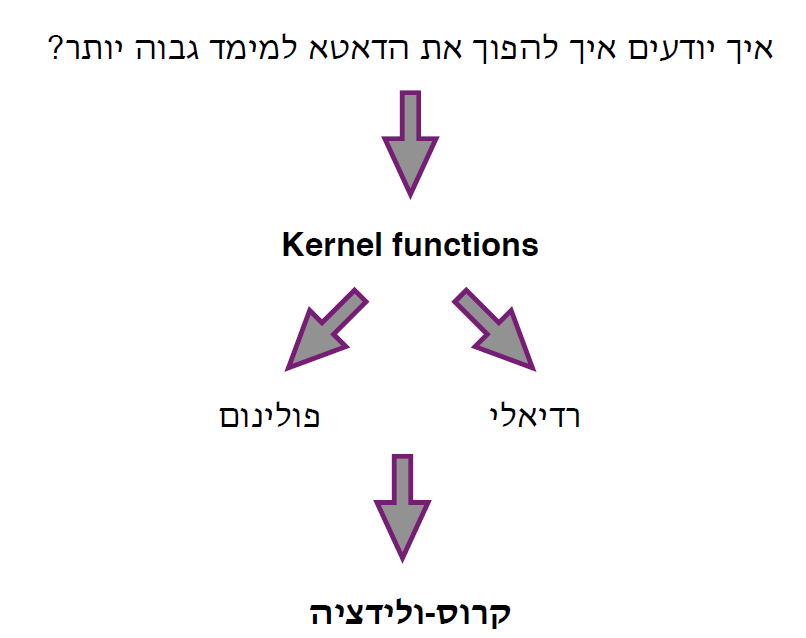 איך יודעים איך להפוך את הדאטא למימד גבוה יותר?
Kernel functions
רדיאלי
פולינום
קרוס-ולידציה